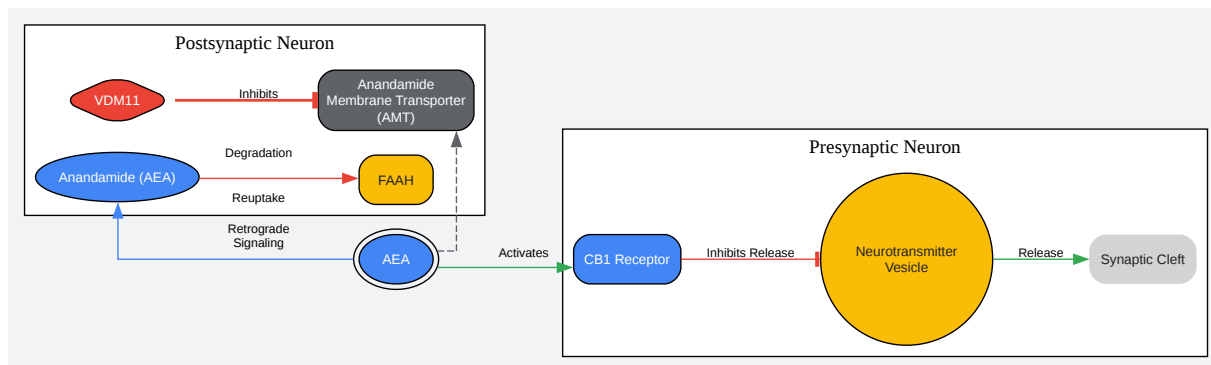 Postsynaptic Neuron
VDM11
Inhibits
Anandamide
Membrane Transporter
(AMT)
Degradation
Anandamide (AEA)
FAAH
Reuptake
Retrograde
Signaling
AEA
Activates
Presynaptic Neuron
CB1 Receptor
Inhibits Release
Neurotransmitter
Vesicle
Release
Synaptic Cleft